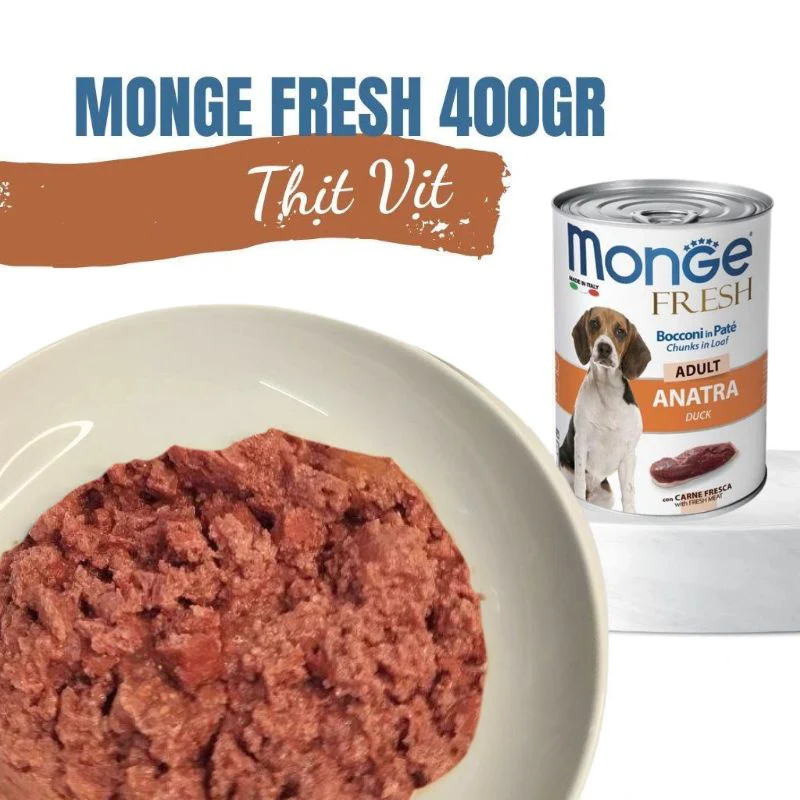 MONGE FRESH 400GR
Thịt Vịt
MONGE
MADE IN ITALY
FRESH
Bocconi in Paté
Chunks in Loaf
ADULT
ANATRA
DUCK
con CARNE FRESCA
with FRESH MEAT